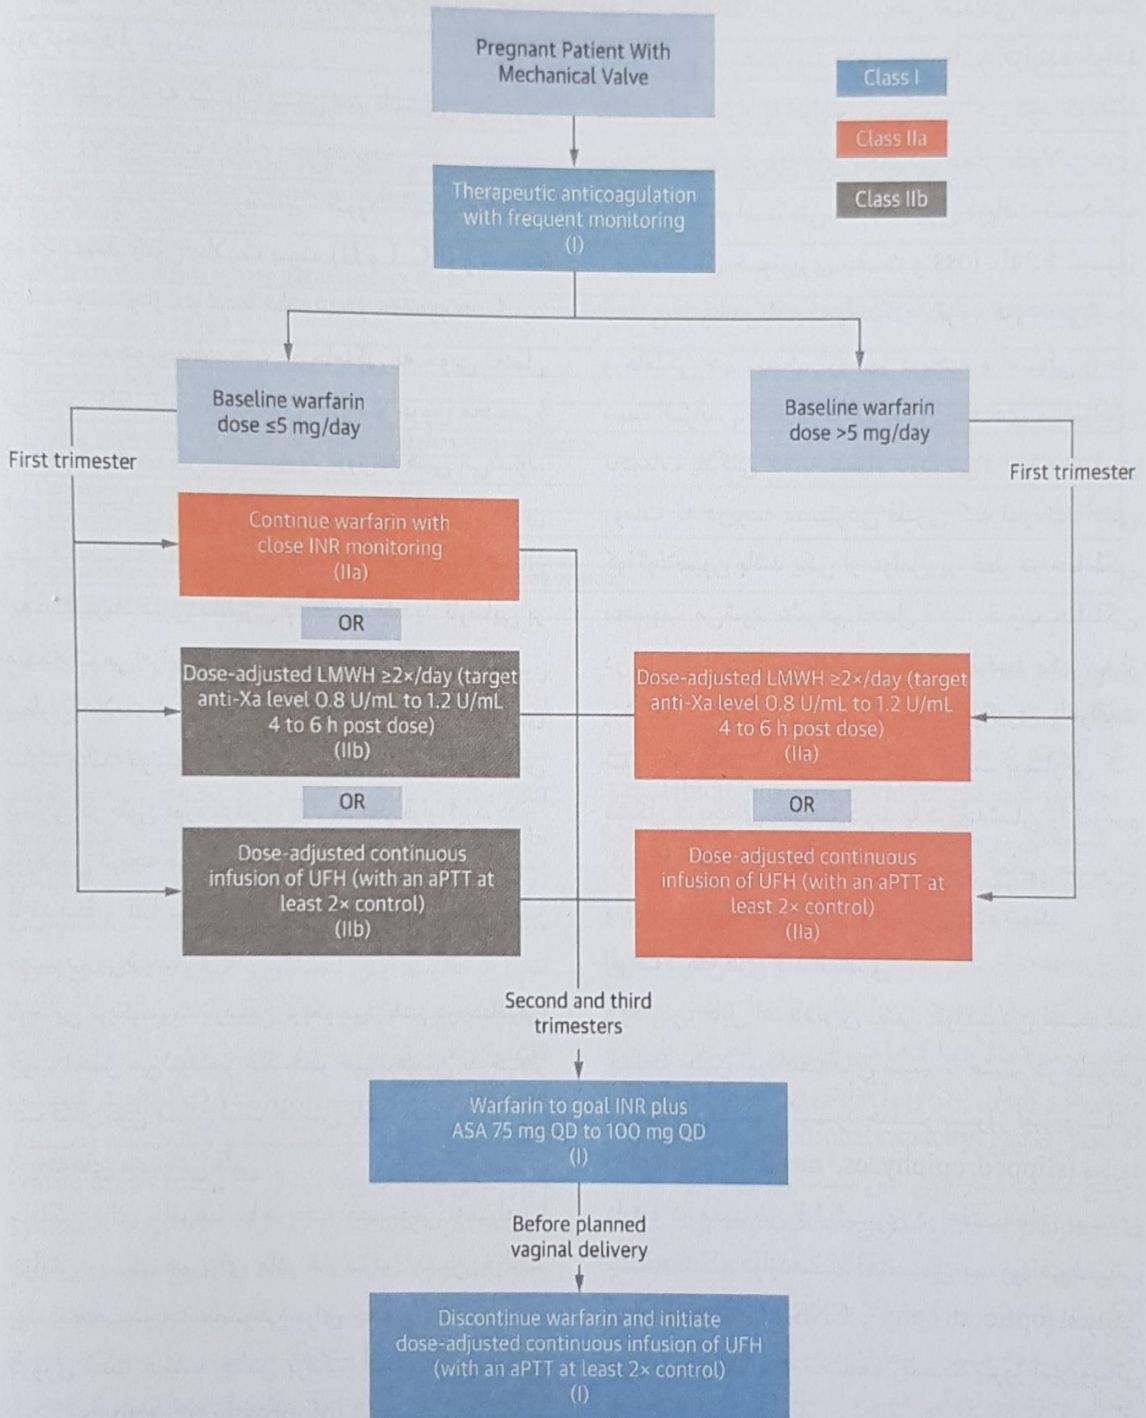 Pregnant Patient With
Mechanical Valve
Class I
Class IIa
Class IIb
Therapeutic anticoagulation
with frequent monitoring
(I)
Baseline warfarin
dose ≤5 mg/day
Baseline warfarin
dose >5 mg/day
First trimester
First trimester
Continue warfarin with
close INR monitoring
(IIa)
OR
Dose-adjusted LMWH ≥2×/day (target
anti-Xa level 0.8 U/mL to 1.2 U/mL
4 to 6 h post dose)
(IIb)
OR
Dose-adjusted continuous
infusion of UFH (with an aPTT at
least 2× control)
(IIb)
Dose-adjusted LMWH ≥2×/day (target
anti-Xa level 0.8 U/mL to 1.2 U/mL
4 to 6 h post dose)
(IIa)
OR
Dose-adjusted continuous
infusion of UFH (with an aPTT at
least 2× control)
(IIa)
Second and third
trimesters
Warfarin to goal INR plus
ASA 75 mg QD to 100 mg QD
(I)
Before planned
vaginal delivery
Discontinue warfarin and initiate
dose-adjusted continuous infusion of UFH
(with an aPTT at least 2× control)
(I)